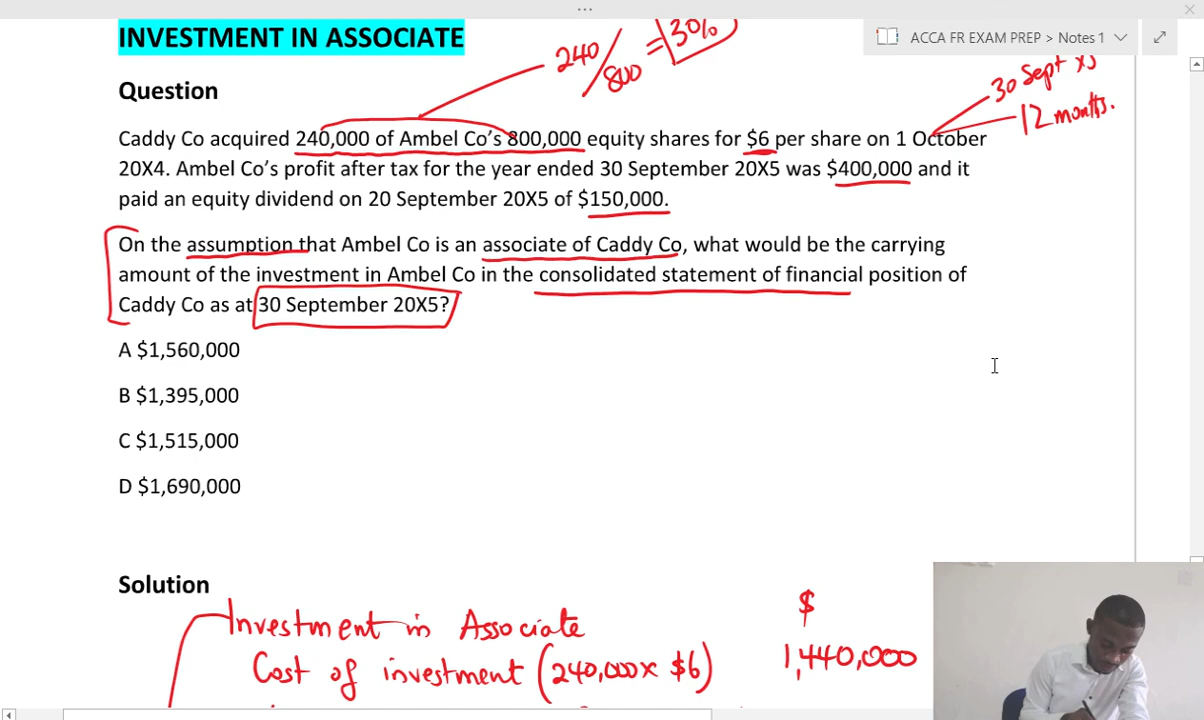 INVESTMENT IN ASSOCIATE
240/800 = 30%
ACCA FR EXAM PREP > Notes 1
Question
30 Sept X5
12 months.
Caddy Co acquired 240,000 of Ambel Co’s 800,000 equity shares for $6 per share on 1 October
20X4. Ambel Co’s profit after tax for the year ended 30 September 20X5 was $400,000 and it
paid an equity dividend on 20 September 20X5 of $150,000.
On the assumption that Ambel Co is an associate of Caddy Co, what would be the carrying
amount of the investment in Ambel Co in the consolidated statement of financial position of
Caddy Co as at 30 September 20X5?
A $1,560,000
B $1,395,000
C $1,515,000
D $1,690,000
Solution
$
Investment in Associate
Cost of investment (240,000 x $6) 1,440,000